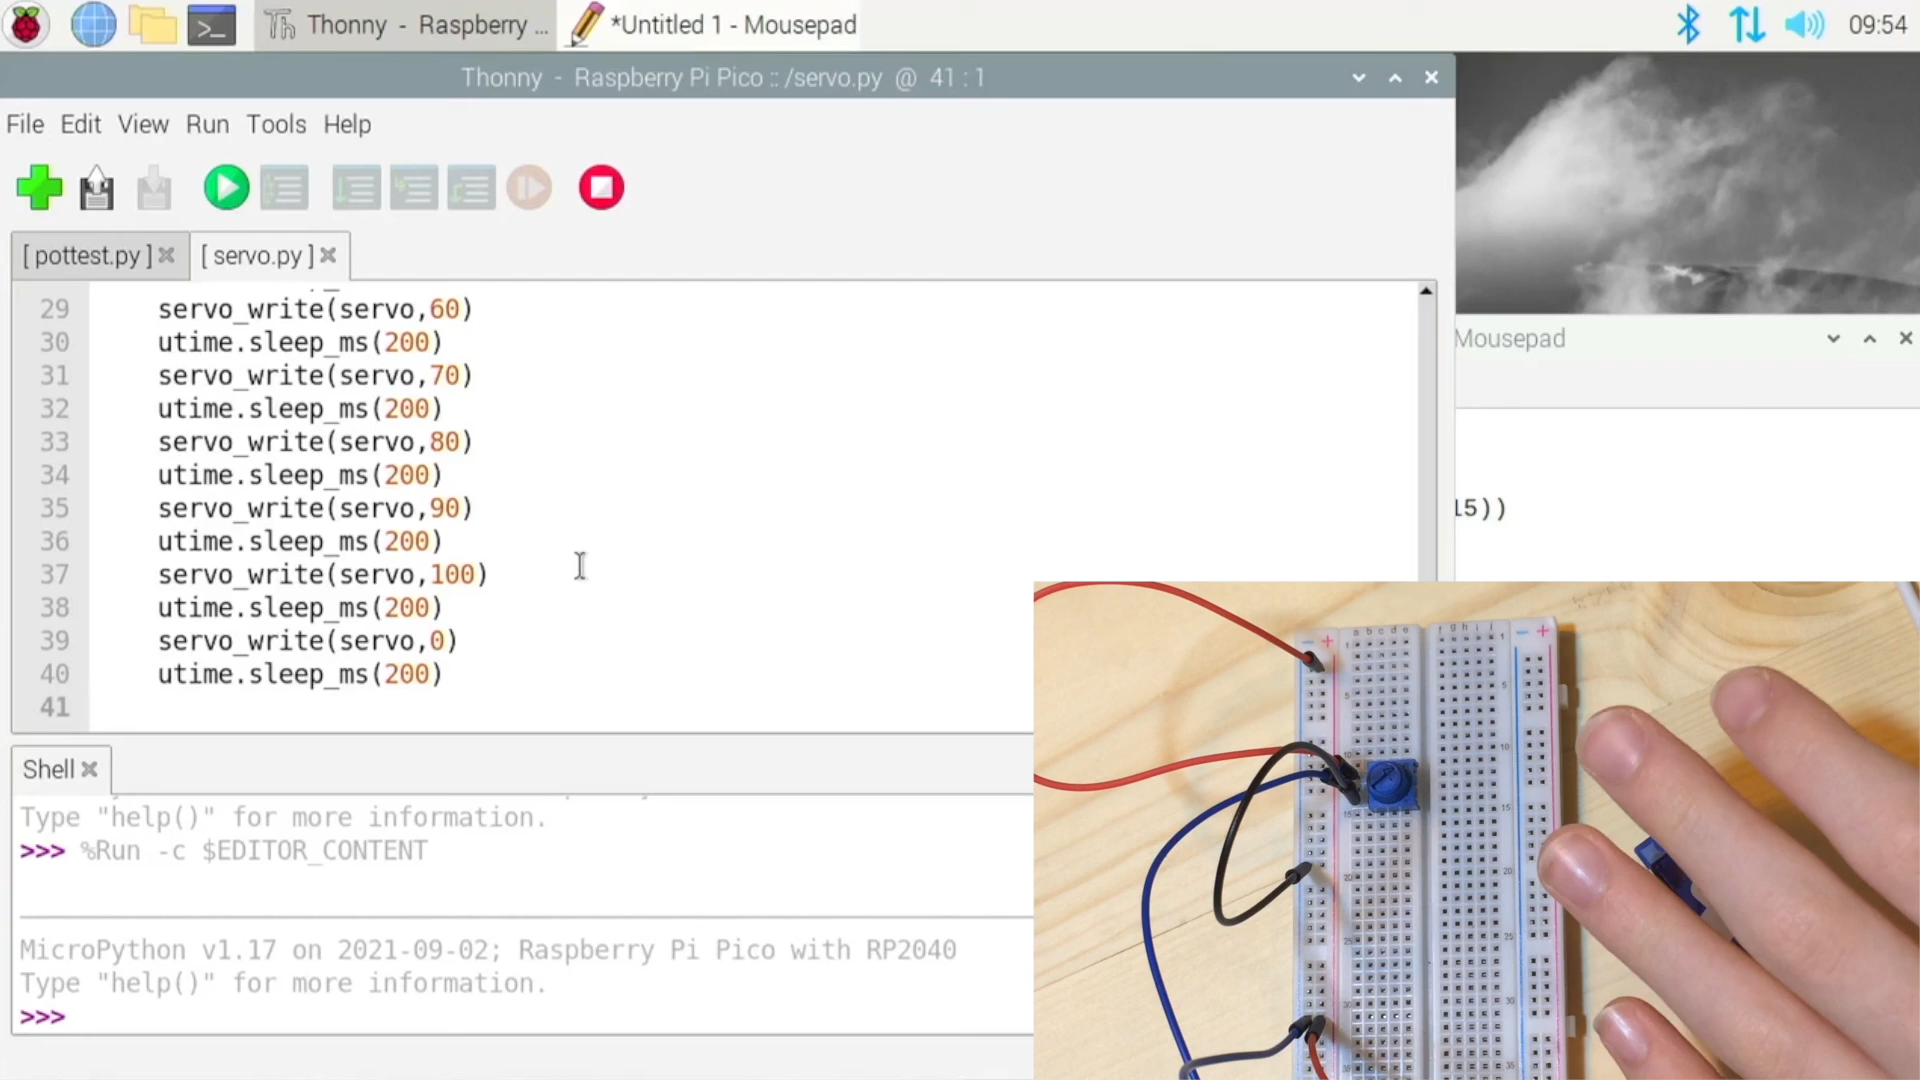 Thonny - Raspberry ...
*Untitled 1 - Mousepad
09:54
Thonny - Raspberry Pi Pico :: /servo.py @ 41 : 1
File Edit View Run Tools Help
[ pottest.py ]
[ servo.py ]
29 servo_write(servo,60)
30 utime.sleep_ms(200)
31 servo_write(servo,70)
32 utime.sleep_ms(200)
33 servo_write(servo,80)
34 utime.sleep_ms(200)
35 servo_write(servo,90)
36 utime.sleep_ms(200)
37 servo_write(servo,100)
38 utime.sleep_ms(200)
39 servo_write(servo,0)
40 utime.sleep_ms(200)
41
Mousepad
15))
Shell
Type "help()" for more information.
>>> %Run -c $EDITOR_CONTENT
MicroPython v1.17 on 2021-09-02; Raspberry Pi Pico with RP2040
Type "help()" for more information.
>>>